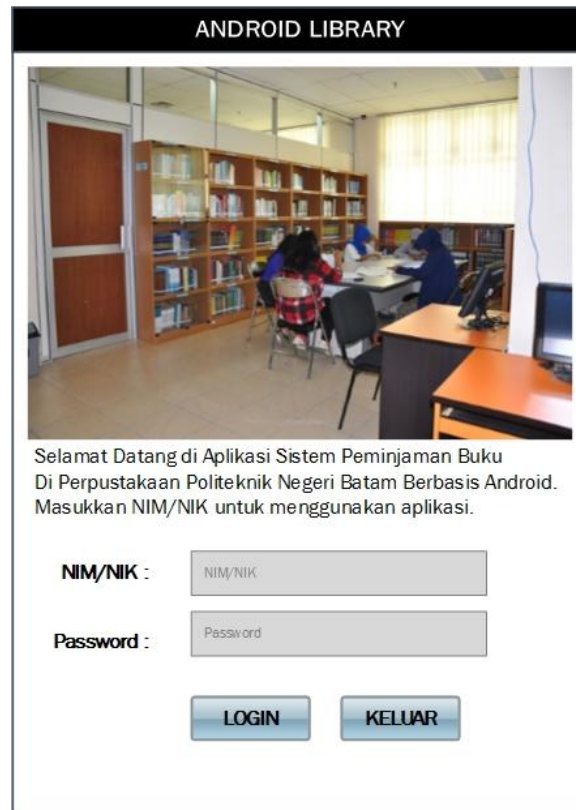 ANDROID LIBRARY
Selamat Datang di Aplikasi Sistem Peminjaman Buku
Di Perpustakaan Politeknik Negeri Batam Berbasis Android.
Masukkan NIM/NIK untuk menggunakan aplikasi.
NIM/NIK :
NIM/NIK
Password :
Password
LOGIN
KELUAR